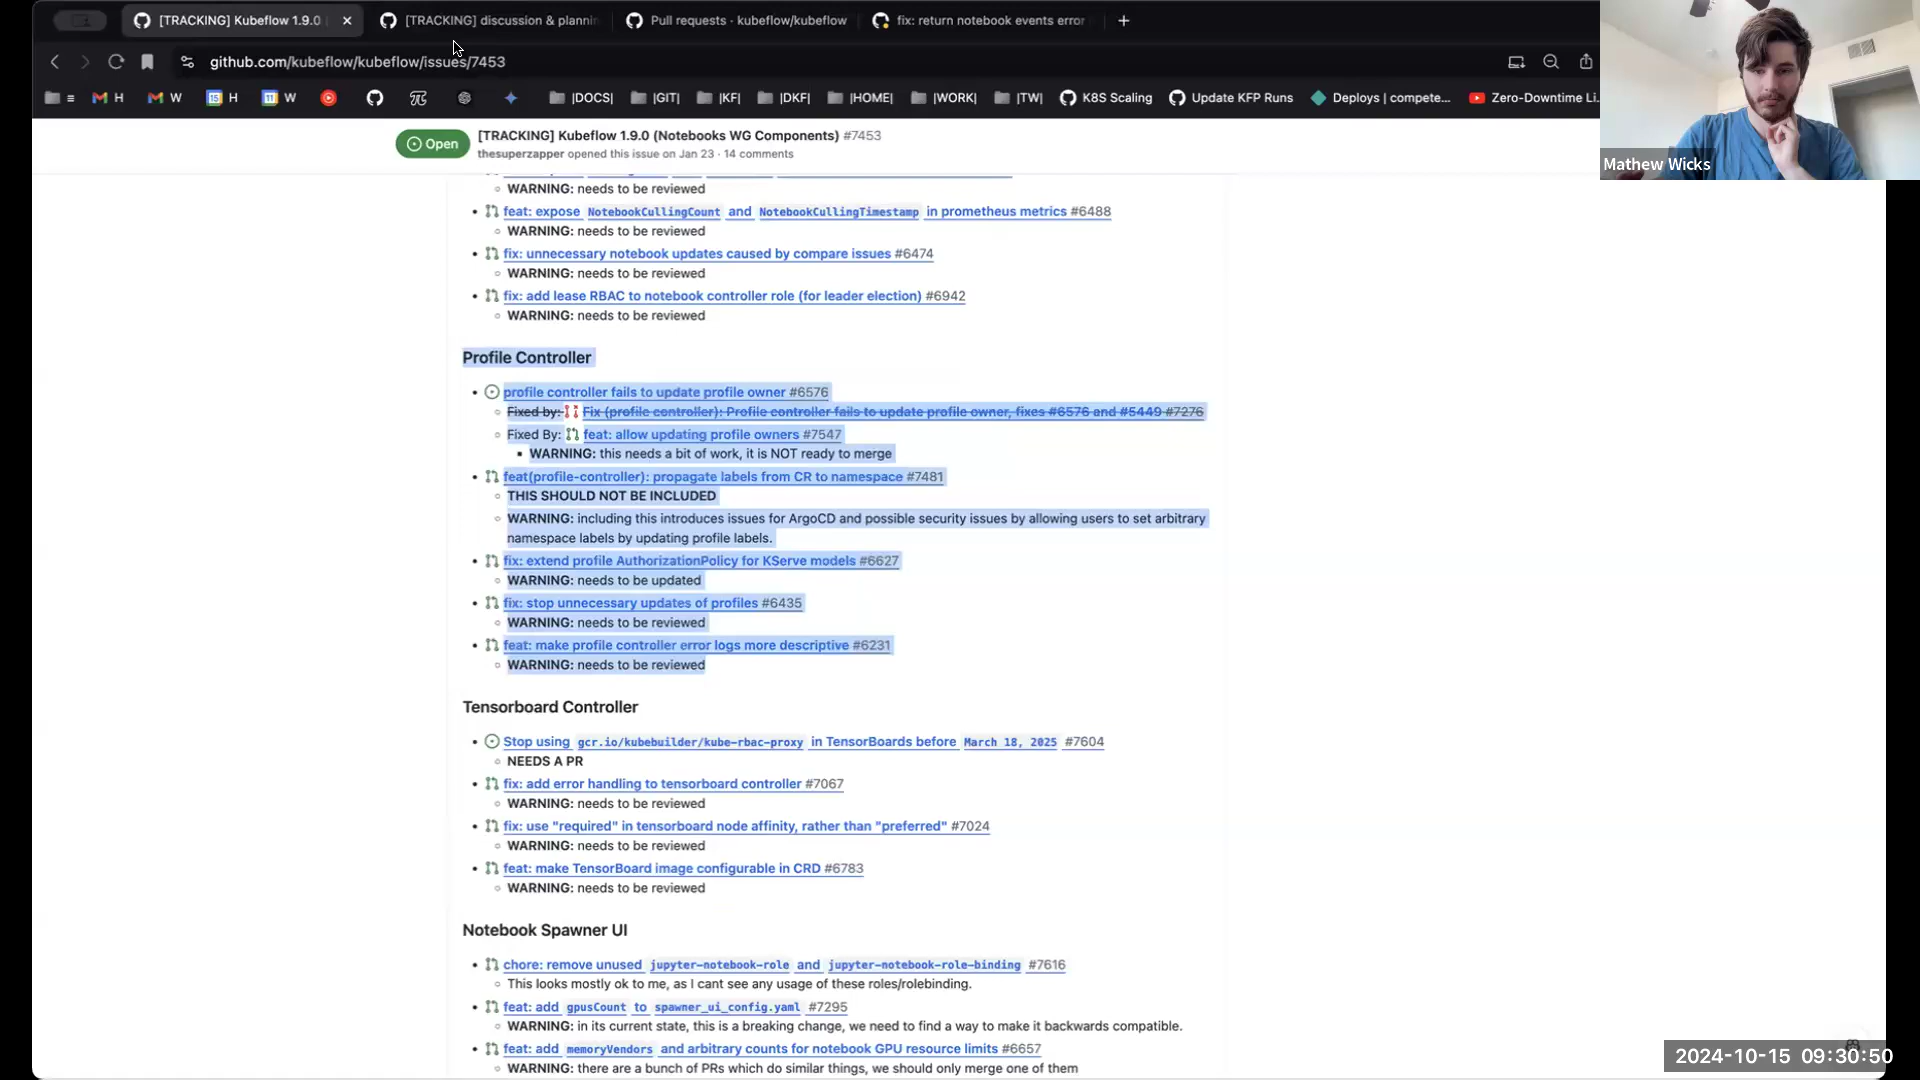 [TRACKING] Kubeflow 1.9.0
[TRACKING] discussion & plannin
Pull requests · kubeflow/kubeflow
fix: return notebook events error
github.com/kubeflow/kubeflow/issues/7453
H
W
H
W
|DOCS|
|GIT|
|KF|
|DKF|
|HOME|
|WORK|
|TW|
K8S Scaling
Update KFP Runs
Deploys | compete...
Zero-Downtime Li...
Mathew Wicks
Open
[TRACKING] Kubeflow 1.9.0 (Notebooks WG Components) #7453
thesuperzapper opened this issue on Jan 23 · 14 comments
WARNING: needs to be reviewed
feat: expose NotebookCullingCount and NotebookCullingTimestamp in prometheus metrics #6488
WARNING: needs to be reviewed
fix: unnecessary notebook updates caused by compare issues #6474
WARNING: needs to be reviewed
fix: add lease RBAC to notebook controller role (for leader election) #6942
WARNING: needs to be reviewed
Profile Controller
profile controller fails to update profile owner #6576
Fixed by: Fix (profile controller): Profile controller fails to update profile owner, fixes #6576 and #5449 #7276
Fixed By: feat: allow updating profile owners #7547
WARNING: this needs a bit of work, it is NOT ready to merge
feat(profile-controller): propagate labels from CR to namespace #7481
THIS SHOULD NOT BE INCLUDED
WARNING: including this introduces issues for ArgoCD and possible security issues by allowing users to set arbitrary
namespace labels by updating profile labels.
fix: extend profile AuthorizationPolicy for KServe models #6627
WARNING: needs to be updated
fix: stop unnecessary updates of profiles #6435
WARNING: needs to be reviewed
feat: make profile controller error logs more descriptive #6231
WARNING: needs to be reviewed
Tensorboard Controller
Stop using gcr.io/kubebuilder/kube-rbac-proxy in TensorBoards before March 18, 2025 #7604
NEEDS A PR
fix: add error handling to tensorboard controller #7067
WARNING: needs to be reviewed
fix: use "required" in tensorboard node affinity, rather than "preferred" #7024
WARNING: needs to be reviewed
feat: make TensorBoard image configurable in CRD #6783
WARNING: needs to be reviewed
Notebook Spawner UI
chore: remove unused jupyter-notebook-role and jupyter-notebook-role-binding #7616
This looks mostly ok to me, as I cant see any usage of these roles/rolebinding.
feat: add gpusCount to spawner_ui_config.yaml #7295
WARNING: in its current state, this is a breaking change, we need to find a way to make it backwards compatible.
feat: add memoryVendors and arbitrary counts for notebook GPU resource limits #6657
WARNING: there are a bunch of PRs which do similar things, we should only merge one of them
2024-10-15 09:30:50